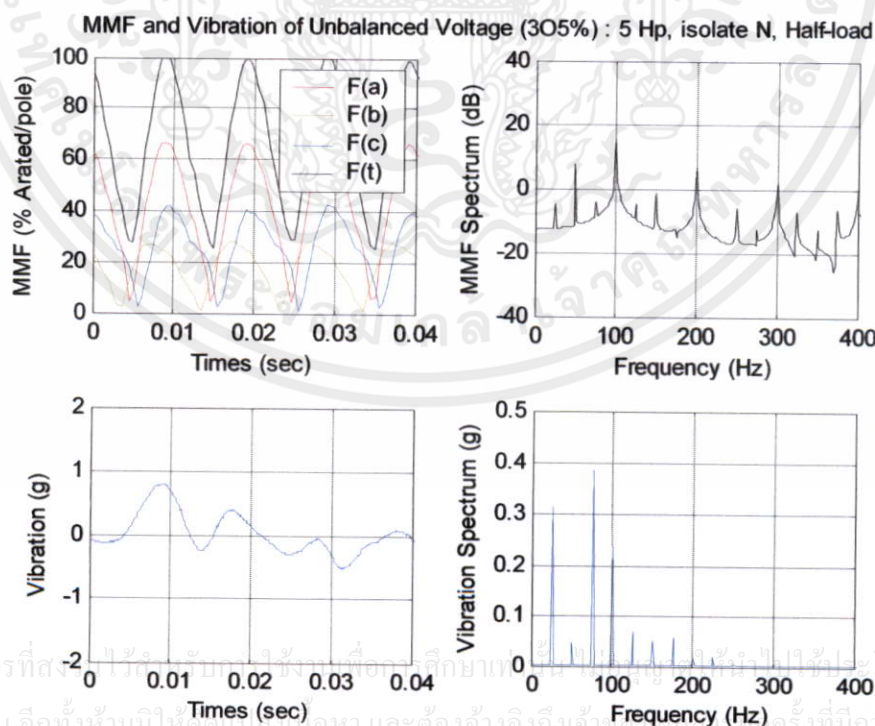 MMF and Vibration of Unbalanced Voltage (3O5%) : 5 Hp, isolate N, Half-load
MMF (% Arated/pole)
100
80
60
40
20
0
F(a)
F(b)
F(c)
F(t)
0 0.01 0.02 0.03 0.04
Times (sec)
MMF Spectrum (dB)
40
20
0
-20
-40
0 100 200 300 400
Frequency (Hz)
Vibration (g)
2
1
0
-1
-2
0 0.01 0.02 0.03 0.04
Times (sec)
Vibration Spectrum (g)
0.5
0.4
0.3
0.2
0.1
0
0 100 200 300 400
Frequency (Hz)